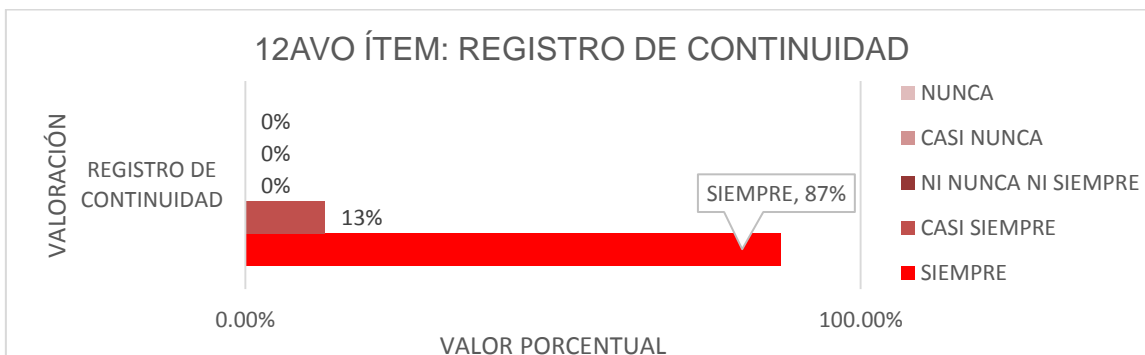 12AVO ÍTEM: REGISTRO DE CONTINUIDAD
VALORACIÓN
REGISTRO DE
CONTINUIDAD
0%
0%
0%
13%
SIEMPRE, 87%
0.00%
100.00%
VALOR PORCENTUAL
NUNCA
CASI NUNCA
NI NUNCA NI SIEMPRE
CASI SIEMPRE
SIEMPRE